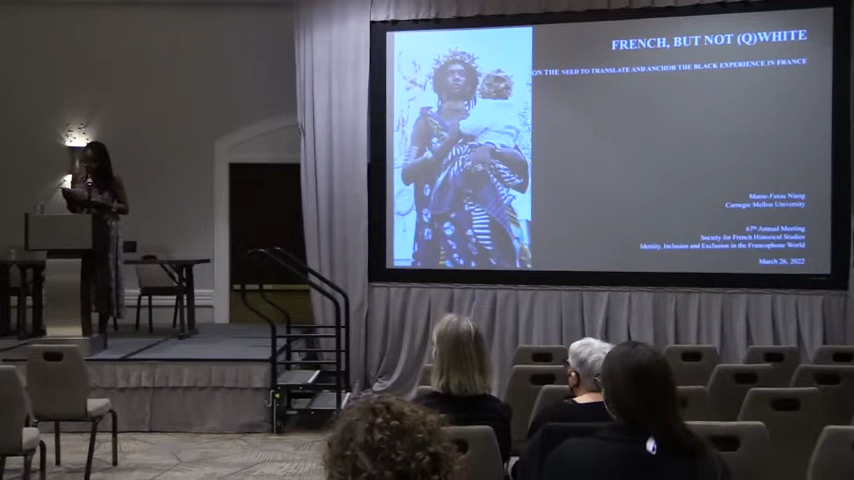 FRENCH, BUT NOT (Q)WHITE
ON THE NEED TO TRANSLATE AND ANCHOR THE BLACK EXPERIENCE IN FRANCE
Mame-Fatou Niang
Carnegie Mellon University
67th Annual Meeting
Society for French Historical Studies
Identity, Inclusion and Exclusion in the Francophone World
March 26, 2022